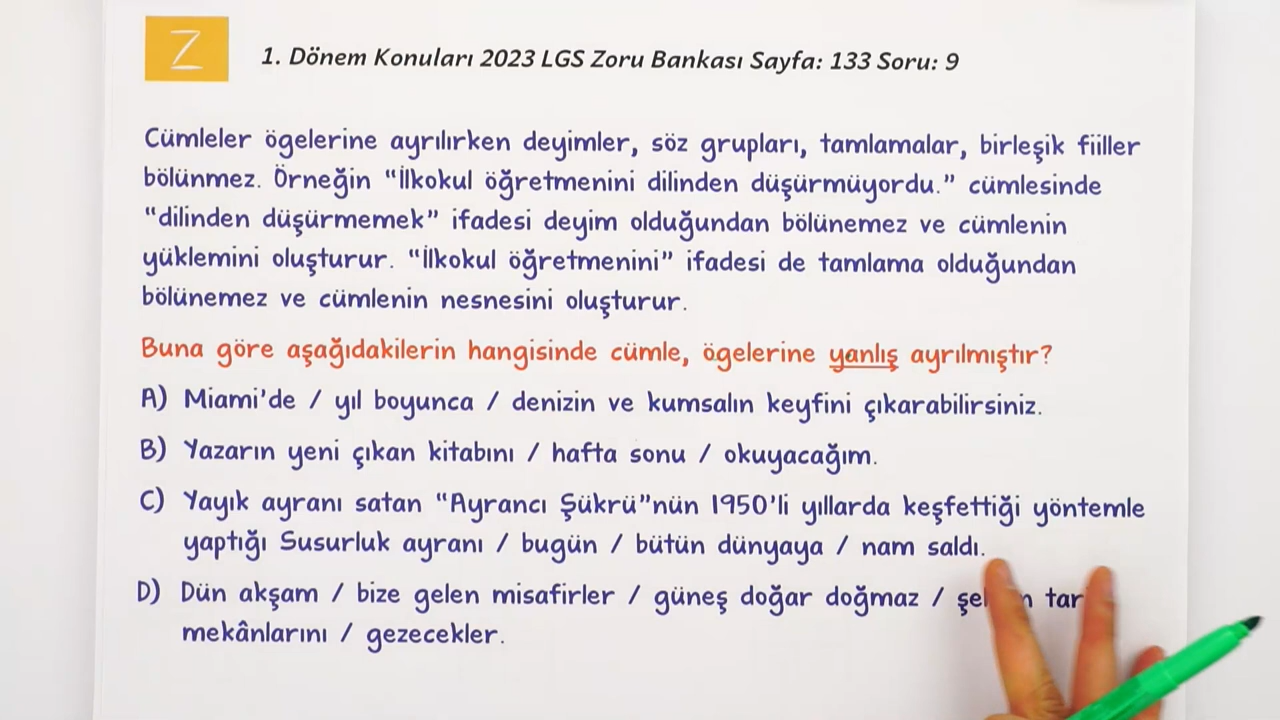 Z
1. Dönem Konuları 2023 LGS Zoru Bankası Sayfa: 133 Soru: 9
Cümleler ögelerine ayrılırken deyimler, söz grupları, tamlamalar, birleşik fiiller
bölünmez. Örneğin “İlkokul öğretmenini dilinden düşürmüyordu.” cümlesinde
“dilinden düşürmemek” ifadesi deyim olduğundan bölünemez ve cümlenin
yüklemini oluşturur. “İlkokul öğretmenini” ifadesi de tamlama olduğundan
bölünemez ve cümlenin nesnesini oluşturur.
Buna göre aşağıdakilerin hangisinde cümle, ögelerine yanlış ayrılmıştır?
A) Miami’de / yıl boyunca / denizin ve kumsalın keyfini çıkarabilirsiniz.
B) Yazarın yeni çıkan kitabını / hafta sonu / okuyacağım.
C) Yayık ayranı satan “Ayrancı Şükrü”nün 1950’li yıllarda keşfettiği yöntemle
yaptığı Susurluk ayranı / bugün / bütün dünyaya / nam saldı.
D) Dün akşam / bize gelen misafirler / güneş doğar doğmaz /
mekânlarını / gezecekler.